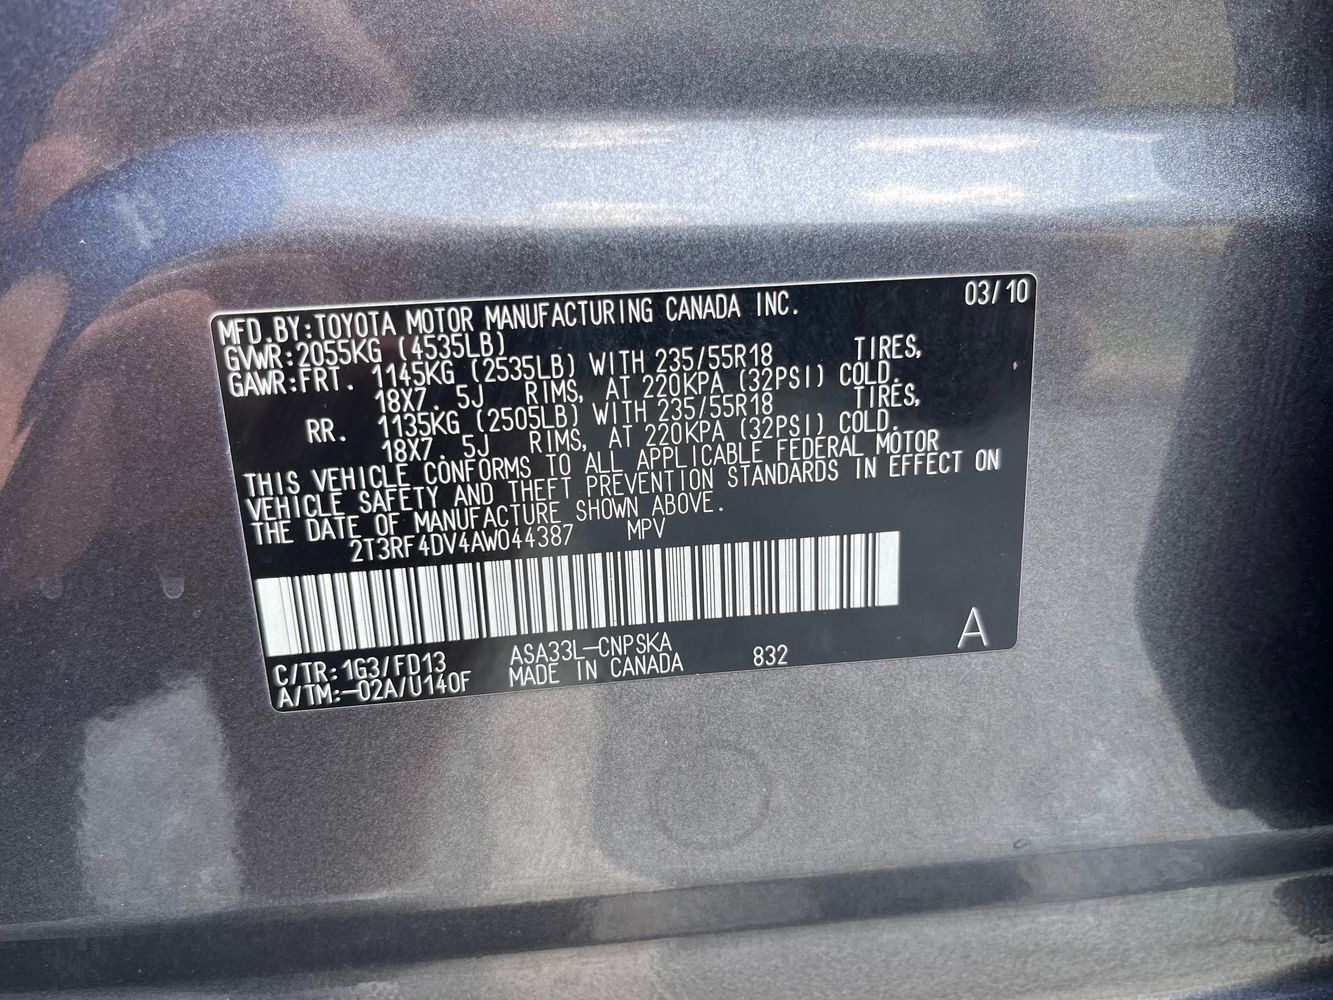 MFD.BY:TOYOTA MOTOR MANUFACTURING CANADA INC. 03/10
GVWR:2055KG (4535LB)
GAWR:FRT. 1145KG (2535LB) WITH 235/55R18 TIRES,
18X7.5J RIMS, AT 220KPA (32PSI) COLD.
RR. 1135KG (2505LB) WITH 235/55R18 TIRES,
18X7.5J RIMS, AT 220KPA (32PSI) COLD.
THIS VEHICLE CONFORMS TO ALL APPLICABLE FEDERAL MOTOR
VEHICLE SAFETY AND THEFT PREVENTION STANDARDS IN EFFECT ON
THE DATE OF MANUFACTURE SHOWN ABOVE.
2T3RF4DV4AW044387 MPV
C/TR:1G3/FD13 ASA33L-CNPSKA
A/TM:-02A/U140F MADE IN CANADA 832 A